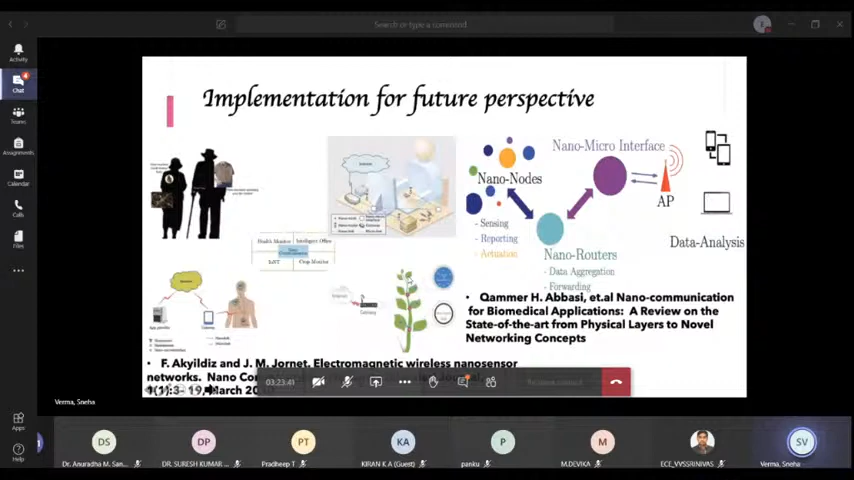 Search or type a command
Activity
Chat
Teams
Assignments
Calendar
Calls
Files
Apps
Help
Implementation for future perspective
Nano-Micro Interface
Nano-Nodes
AP
- Sensing
- Reporting
- Actuation
Data-Analysis
Nano-Routers
- Data Aggregation
- Forwarding
Health Monitor
Intelligent Office
Crop Monitor
Gateway
• Qammer H. Abbasi, et.al Nano-communication
for Biomedical Applications: A Review on the
State-of-the-art from Physical Layers to Novel
Networking Concepts
• F. Akyildiz and J. M. Jornet. Electromagnetic wireless nanosensor
networks. Nano
1(1):3– 19, March
03:23:41
Verma, Sneha
DS
DP
PT
KA
P
M
SV
Dr. Anuradha M. San...
DR. SURESH KUMAR ...
Pradheep T
KIRAN K A (Guest)
panku
M.DEVIKA
ECE_VVSSRINIVAS
Verma, Sneha